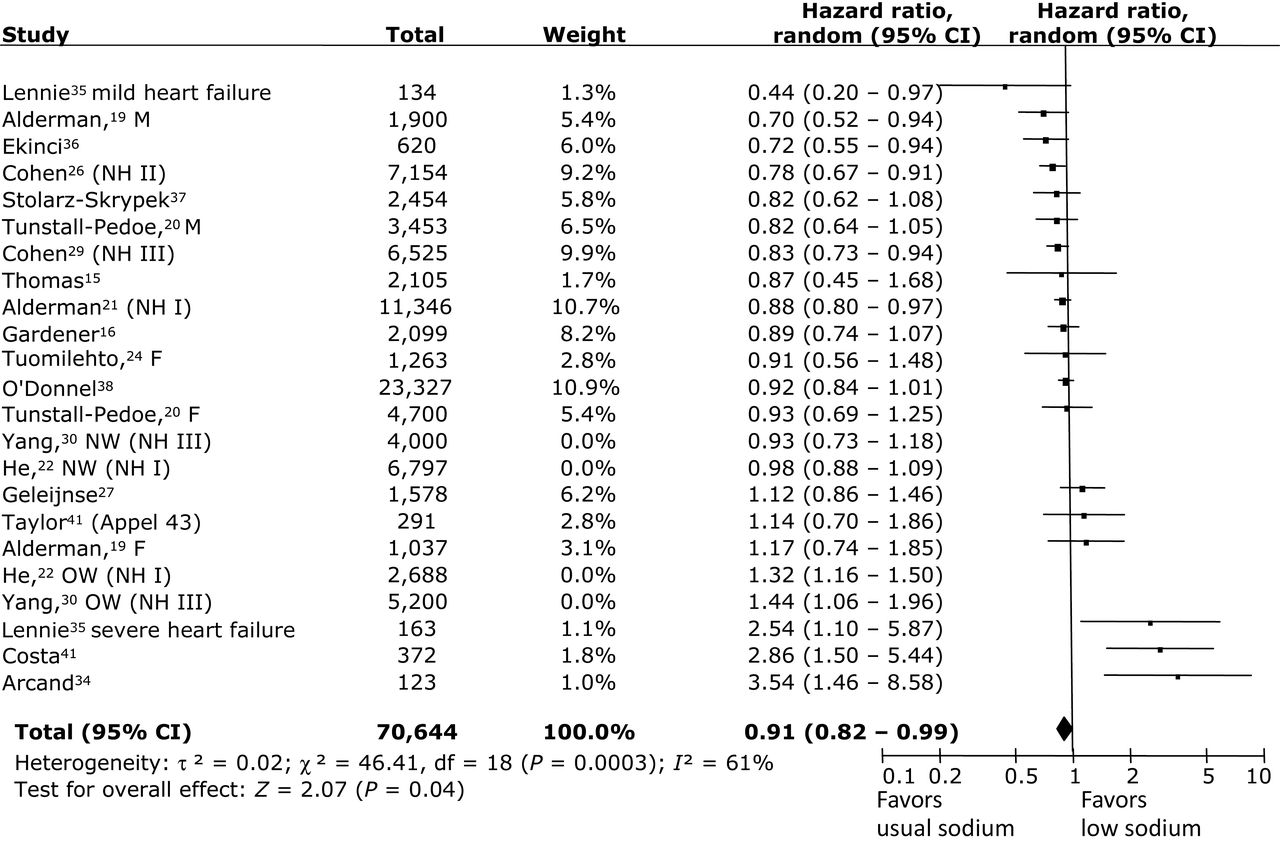 Hazard ratio, Hazard ratio,
Study Total Weight random (95% CI) random (95% CI)
Lennie³⁵ mild heart failure 134 1.3% 0.44 (0.20 – 0.97)
Alderman,¹⁹ M 1,900 5.4% 0.70 (0.52 – 0.94)
Ekinci³⁶ 620 6.0% 0.72 (0.55 – 0.94)
Cohen²⁶ (NH II) 7,154 9.2% 0.78 (0.67 – 0.91)
Stolarz-Skrypek³⁷ 2,454 5.8% 0.82 (0.62 – 1.08)
Tunstall-Pedoe,²⁰ M 3,453 6.5% 0.82 (0.64 – 1.05)
Cohen²⁹ (NH III) 6,525 9.9% 0.83 (0.73 – 0.94)
Thomas¹⁵ 2,105 1.7% 0.87 (0.45 – 1.68)
Alderman²¹ (NH I) 11,346 10.7% 0.88 (0.80 – 0.97)
Gardener¹⁶ 2,099 8.2% 0.89 (0.74 – 1.07)
Tuomilehto,²⁴ F 1,263 2.8% 0.91 (0.56 – 1.48)
O'Donnel³⁸ 23,327 10.9% 0.92 (0.84 – 1.01)
Tunstall-Pedoe,²⁰ F 4,700 5.4% 0.93 (0.69 – 1.25)
Yang,³⁰ NW (NH III) 4,000 0.0% 0.93 (0.73 – 1.18)
He,²² NW (NH I) 6,797 0.0% 0.98 (0.88 – 1.09)
Geleijnse²⁷ 1,578 6.2% 1.12 (0.86 – 1.46)
Taylor⁴¹ (Appel 43) 291 2.8% 1.14 (0.70 – 1.86)
Alderman,¹⁹ F 1,037 3.1% 1.17 (0.74 – 1.85)
He,²² OW (NH I) 2,688 0.0% 1.32 (1.16 – 1.50)
Yang,³⁰ OW (NH III) 5,200 0.0% 1.44 (1.06 – 1.96)
Lennie³⁵ severe heart failure 163 1.1% 2.54 (1.10 – 5.87)
Costa⁴¹ 372 1.8% 2.86 (1.50 – 5.44)
Arcand³⁴ 123 1.0% 3.54 (1.46 – 8.58)
Total (95% CI) 70,644 100.0% 0.91 (0.82 – 0.99)
Heterogeneity: τ² = 0.02; χ² = 46.41, df = 18 (P = 0.0003); I² = 61%
0.1 0.2 0.5 1 2 5 10
Test for overall effect: Z = 2.07 (P = 0.04)
Favors Favors
usual sodium low sodium